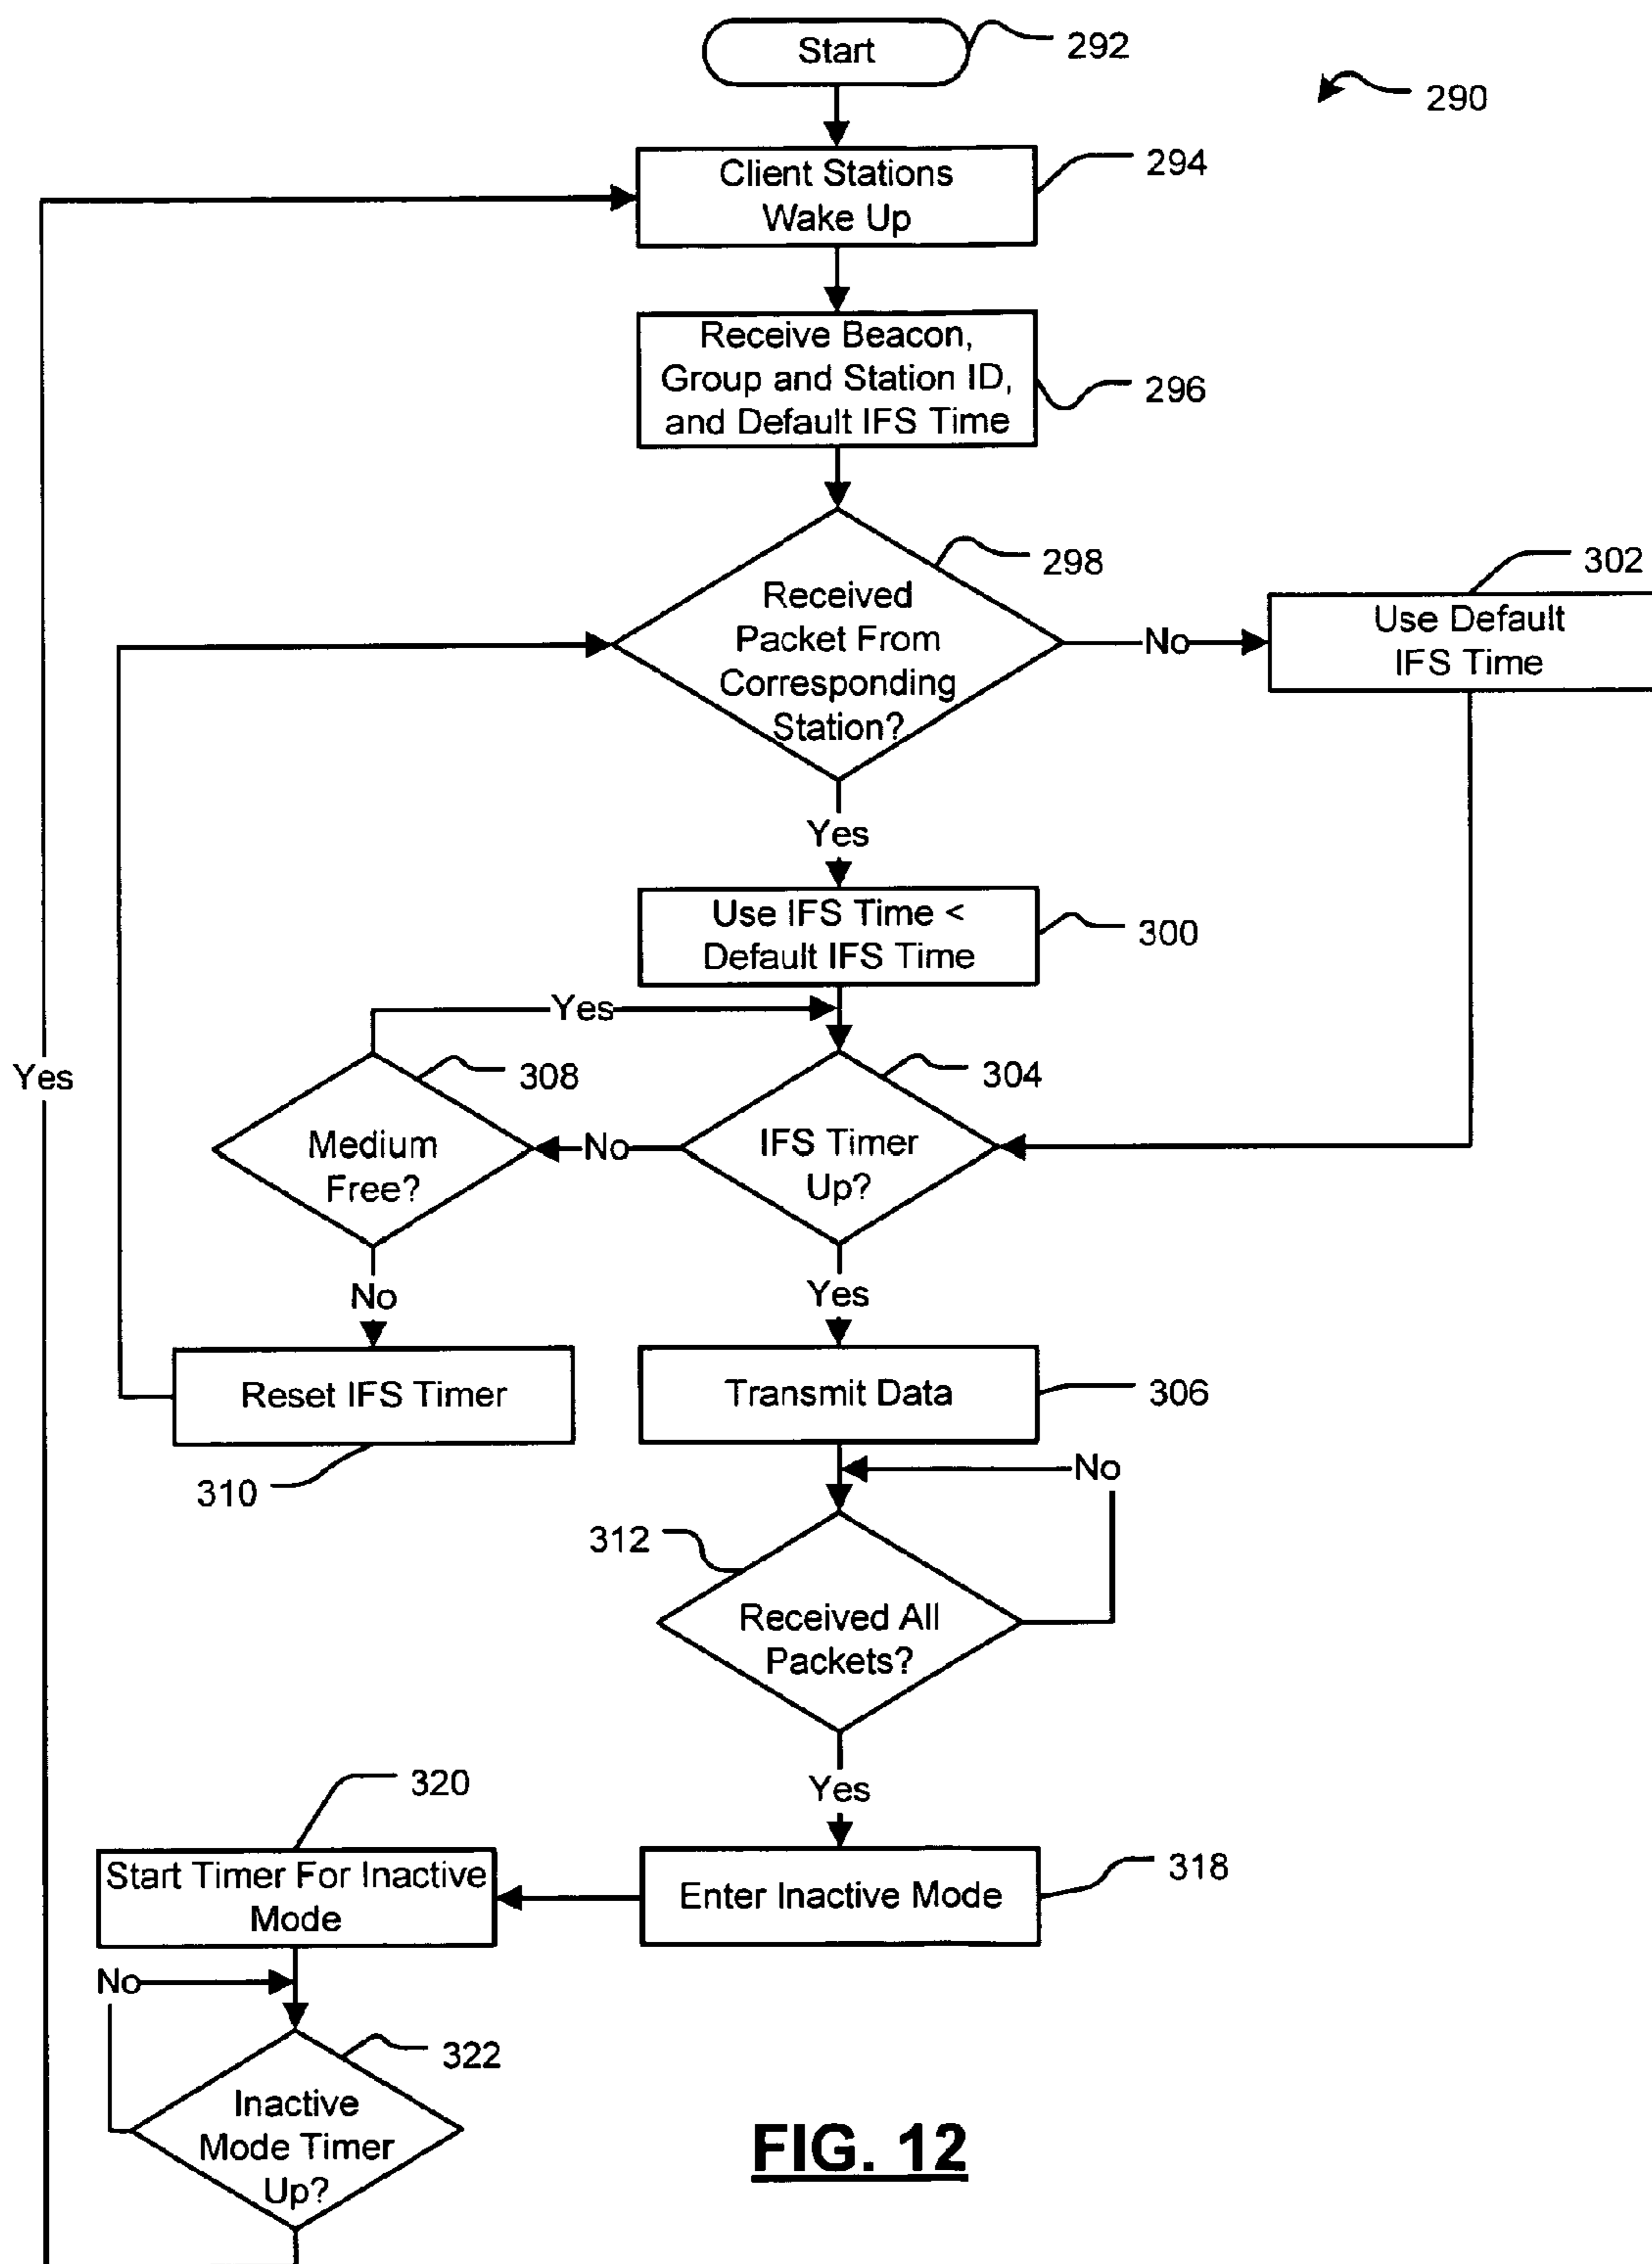 Start
292
290
Client Stations
Wake Up
294
Receive Beacon,
Group and Station ID,
and Default IFS Time
296
Received
Packet From
Corresponding
Station?
298
No
302
Use Default
IFS Time
Yes
Use IFS Time <
Default IFS Time
300
Yes
Yes
308
304
Medium
Free?
No
IFS Timer
Up?
No
Yes
Reset IFS Timer
310
Transmit Data
306
No
312
Received All
Packets?
Yes
320
Start Timer For Inactive
Mode
Enter Inactive Mode
318
No
322
Inactive
Mode Timer
Up?
FIG. 12